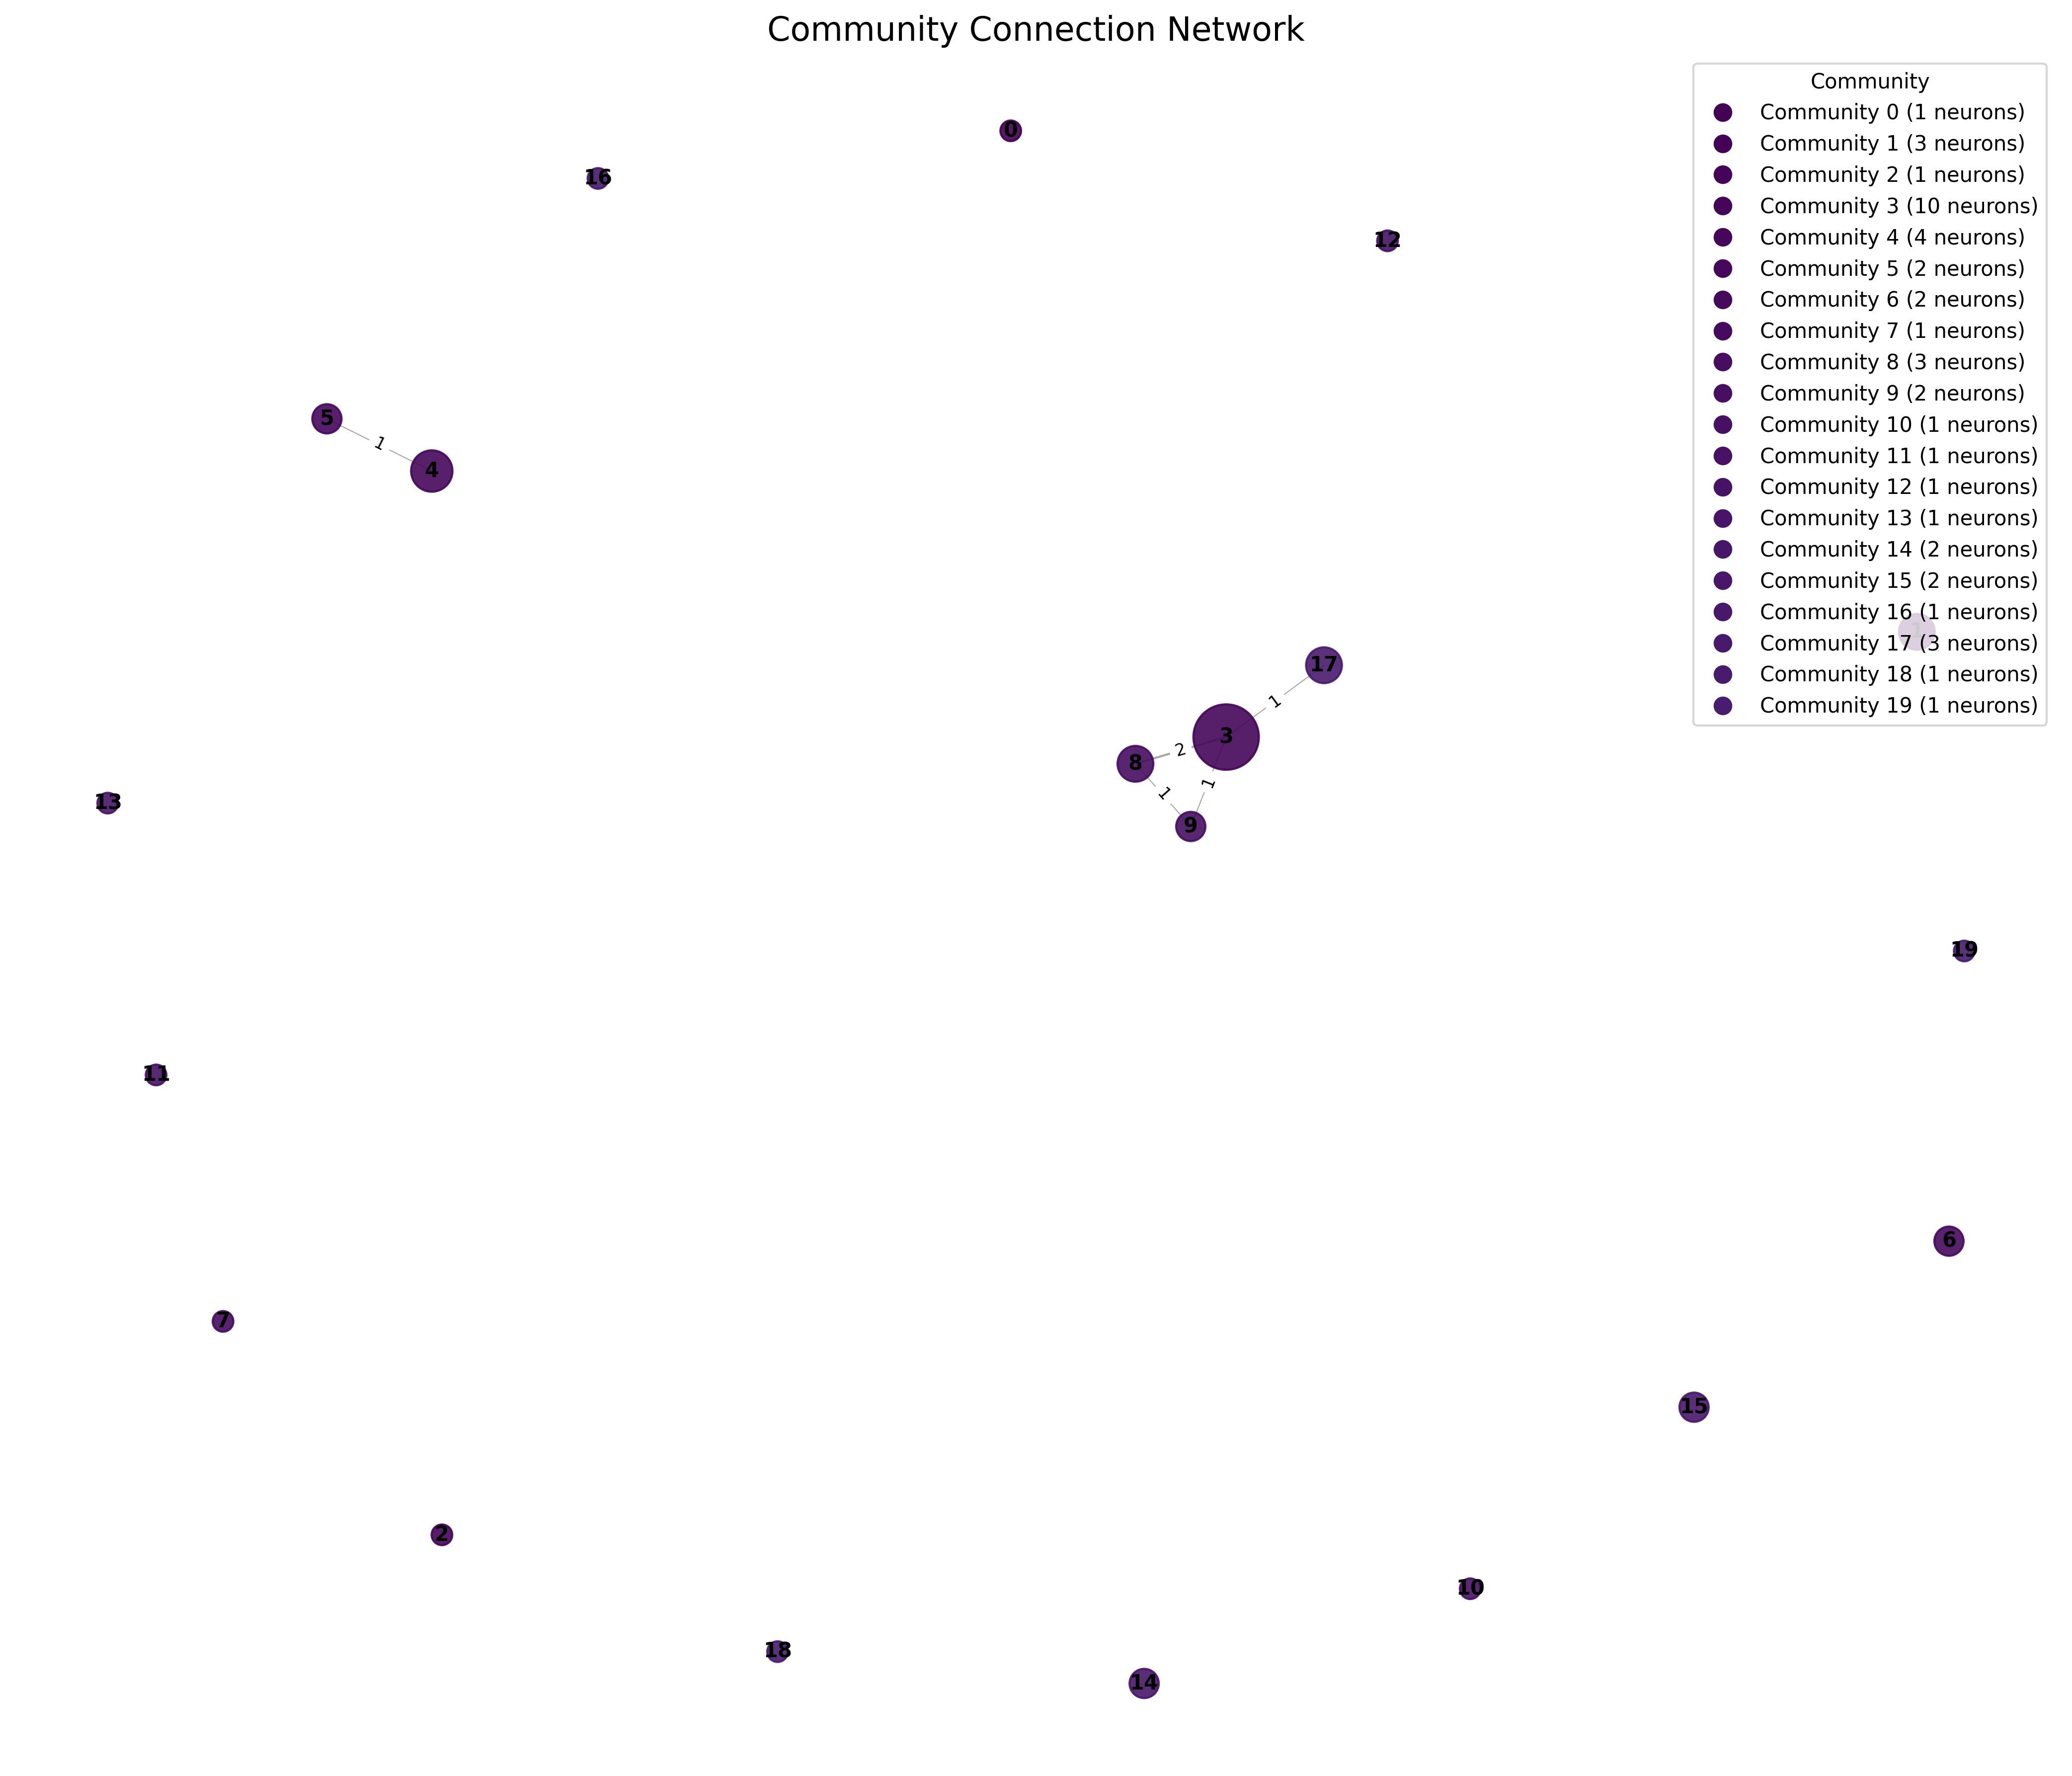 Community Connection Network
Community
Community 0 (1 neurons)
Community 1 (3 neurons)
Community 2 (1 neurons)
Community 3 (10 neurons)
Community 4 (4 neurons)
Community 5 (2 neurons)
Community 6 (2 neurons)
Community 7 (1 neurons)
Community 8 (3 neurons)
Community 9 (2 neurons)
Community 10 (1 neurons)
Community 11 (1 neurons)
Community 12 (1 neurons)
Community 13 (1 neurons)
Community 14 (2 neurons)
Community 15 (2 neurons)
Community 16 (1 neurons)
Community 17 (3 neurons)
Community 18 (1 neurons)
Community 19 (1 neurons)
0
16
12
5
1
4
17
1
3
2
8
1
1
9
13
19
11
6
7
15
2
10
18
14